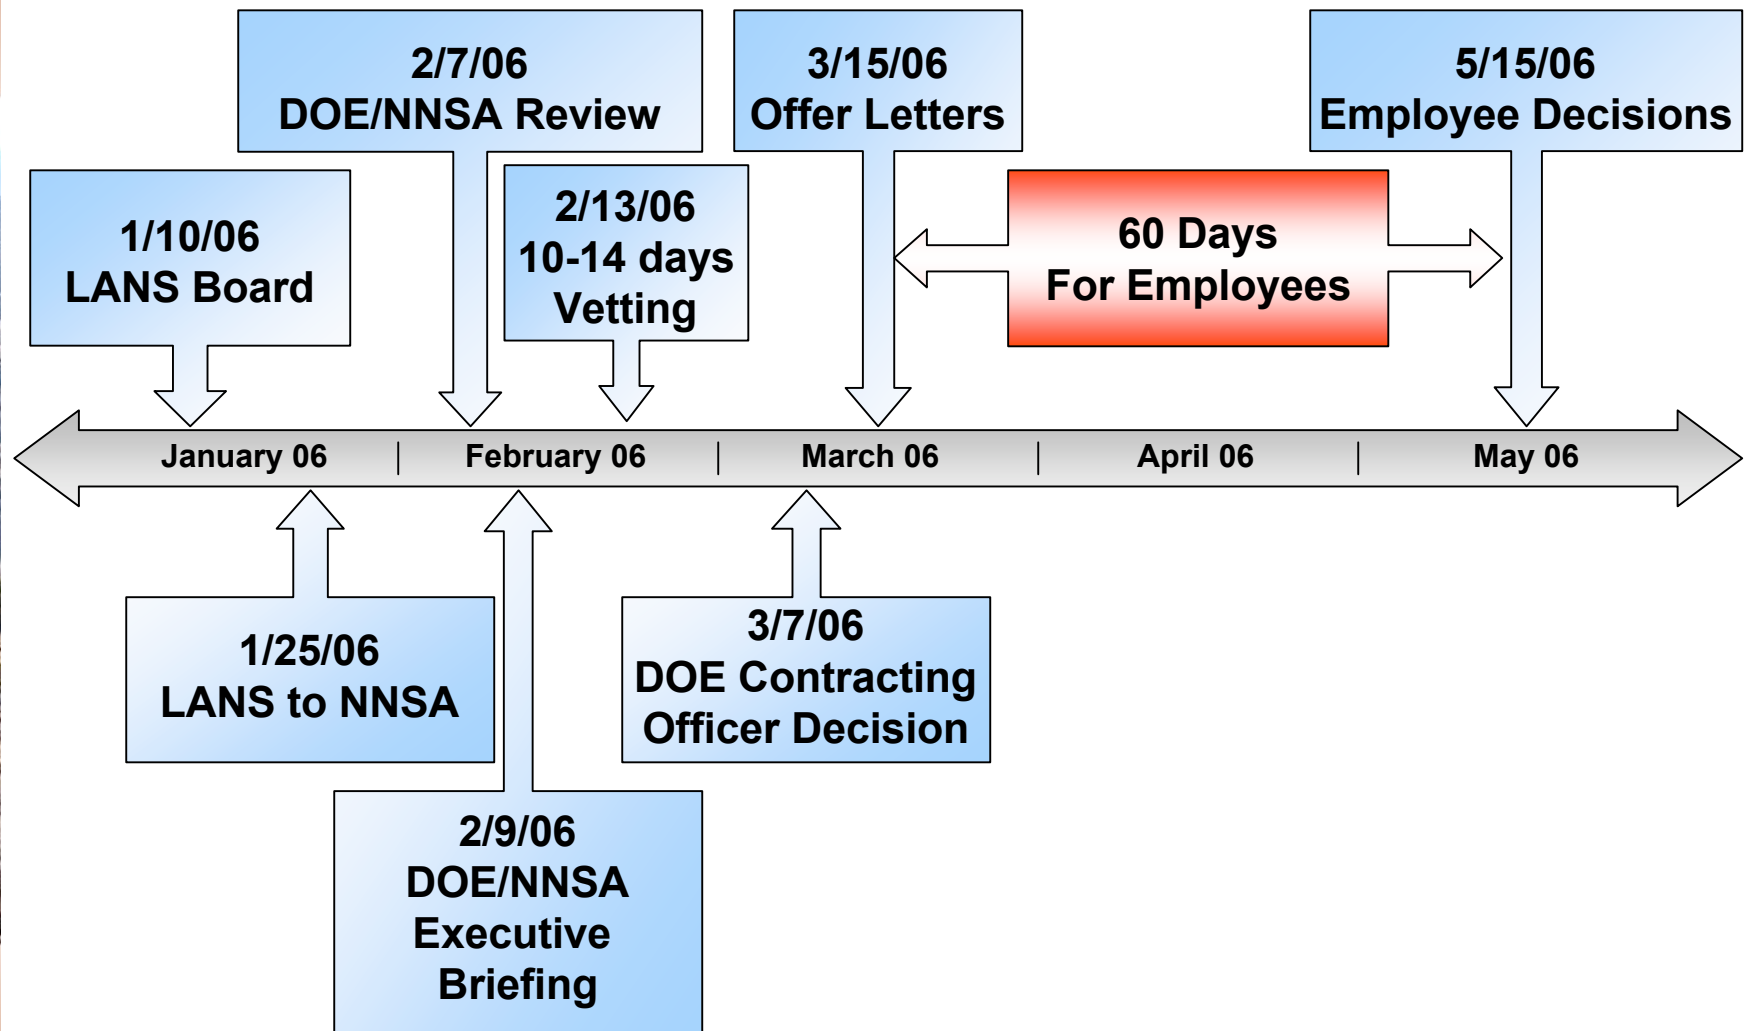 2/7/06
DOE/NNSA Review
3/15/06
Offer Letters
5/15/06
Employee Decisions
1/10/06
LANS Board
2/13/06
10-14 days
Vetting
60 Days
For Employees
January 06
February 06
March 06
April 06
May 06
1/25/06
LANS to NNSA
3/7/06
DOE Contracting
Officer Decision
2/9/06
DOE/NNSA
Executive
Briefing